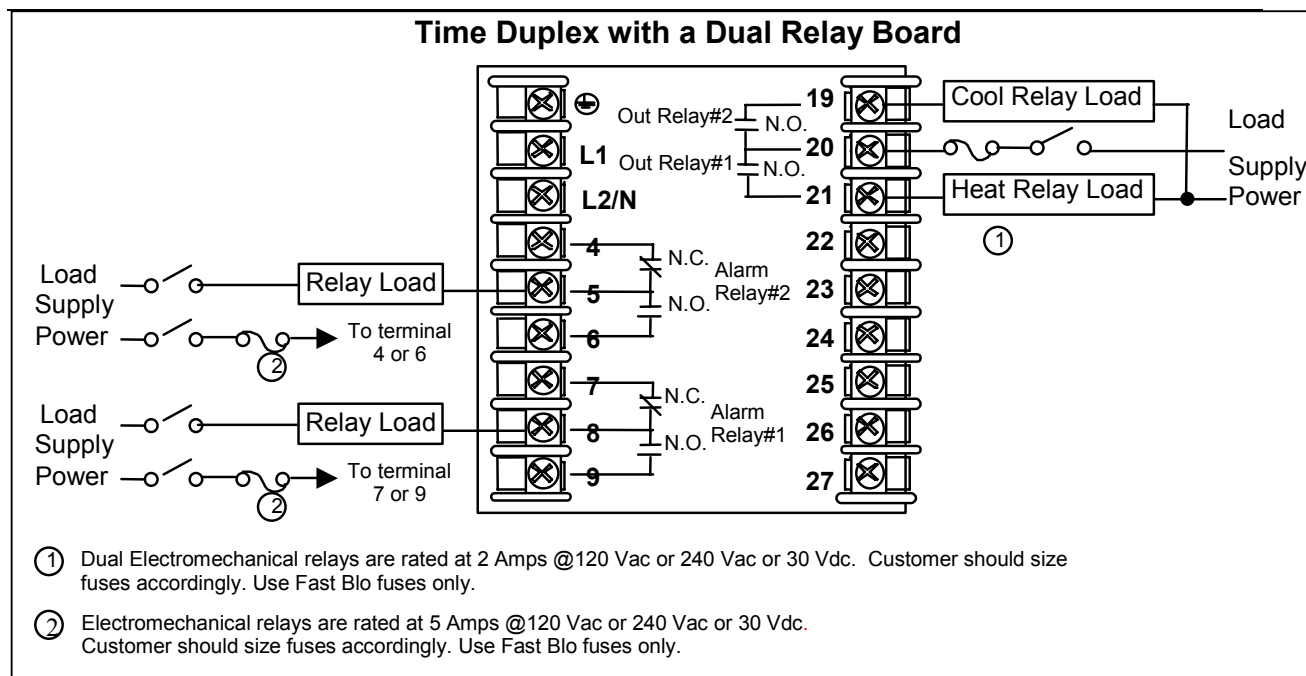 Time Duplex with a Dual Relay Board
L1
L2/N
4
5
6
7
8
9
N.C.
N.O.
Alarm
Relay#2
N.C.
N.O.
Alarm
Relay#1
Out Relay#2
N.O.
Out Relay#1
N.O.
19
20
21
22
23
24
25
26
27
Cool Relay Load
Heat Relay Load
1
Load
Supply
Power
Load
Supply
Power
Relay Load
2
To terminal
4 or 6
Load
Supply
Power
Relay Load
2
To terminal
7 or 9
1 Dual Electromechanical relays are rated at 2 Amps @120 Vac or 240 Vac or 30 Vdc. Customer should size
fuses accordingly. Use Fast Blo fuses only.
2 Electromechanical relays are rated at 5 Amps @120 Vac or 240 Vac or 30 Vdc.
Customer should size fuses accordingly. Use Fast Blo fuses only.